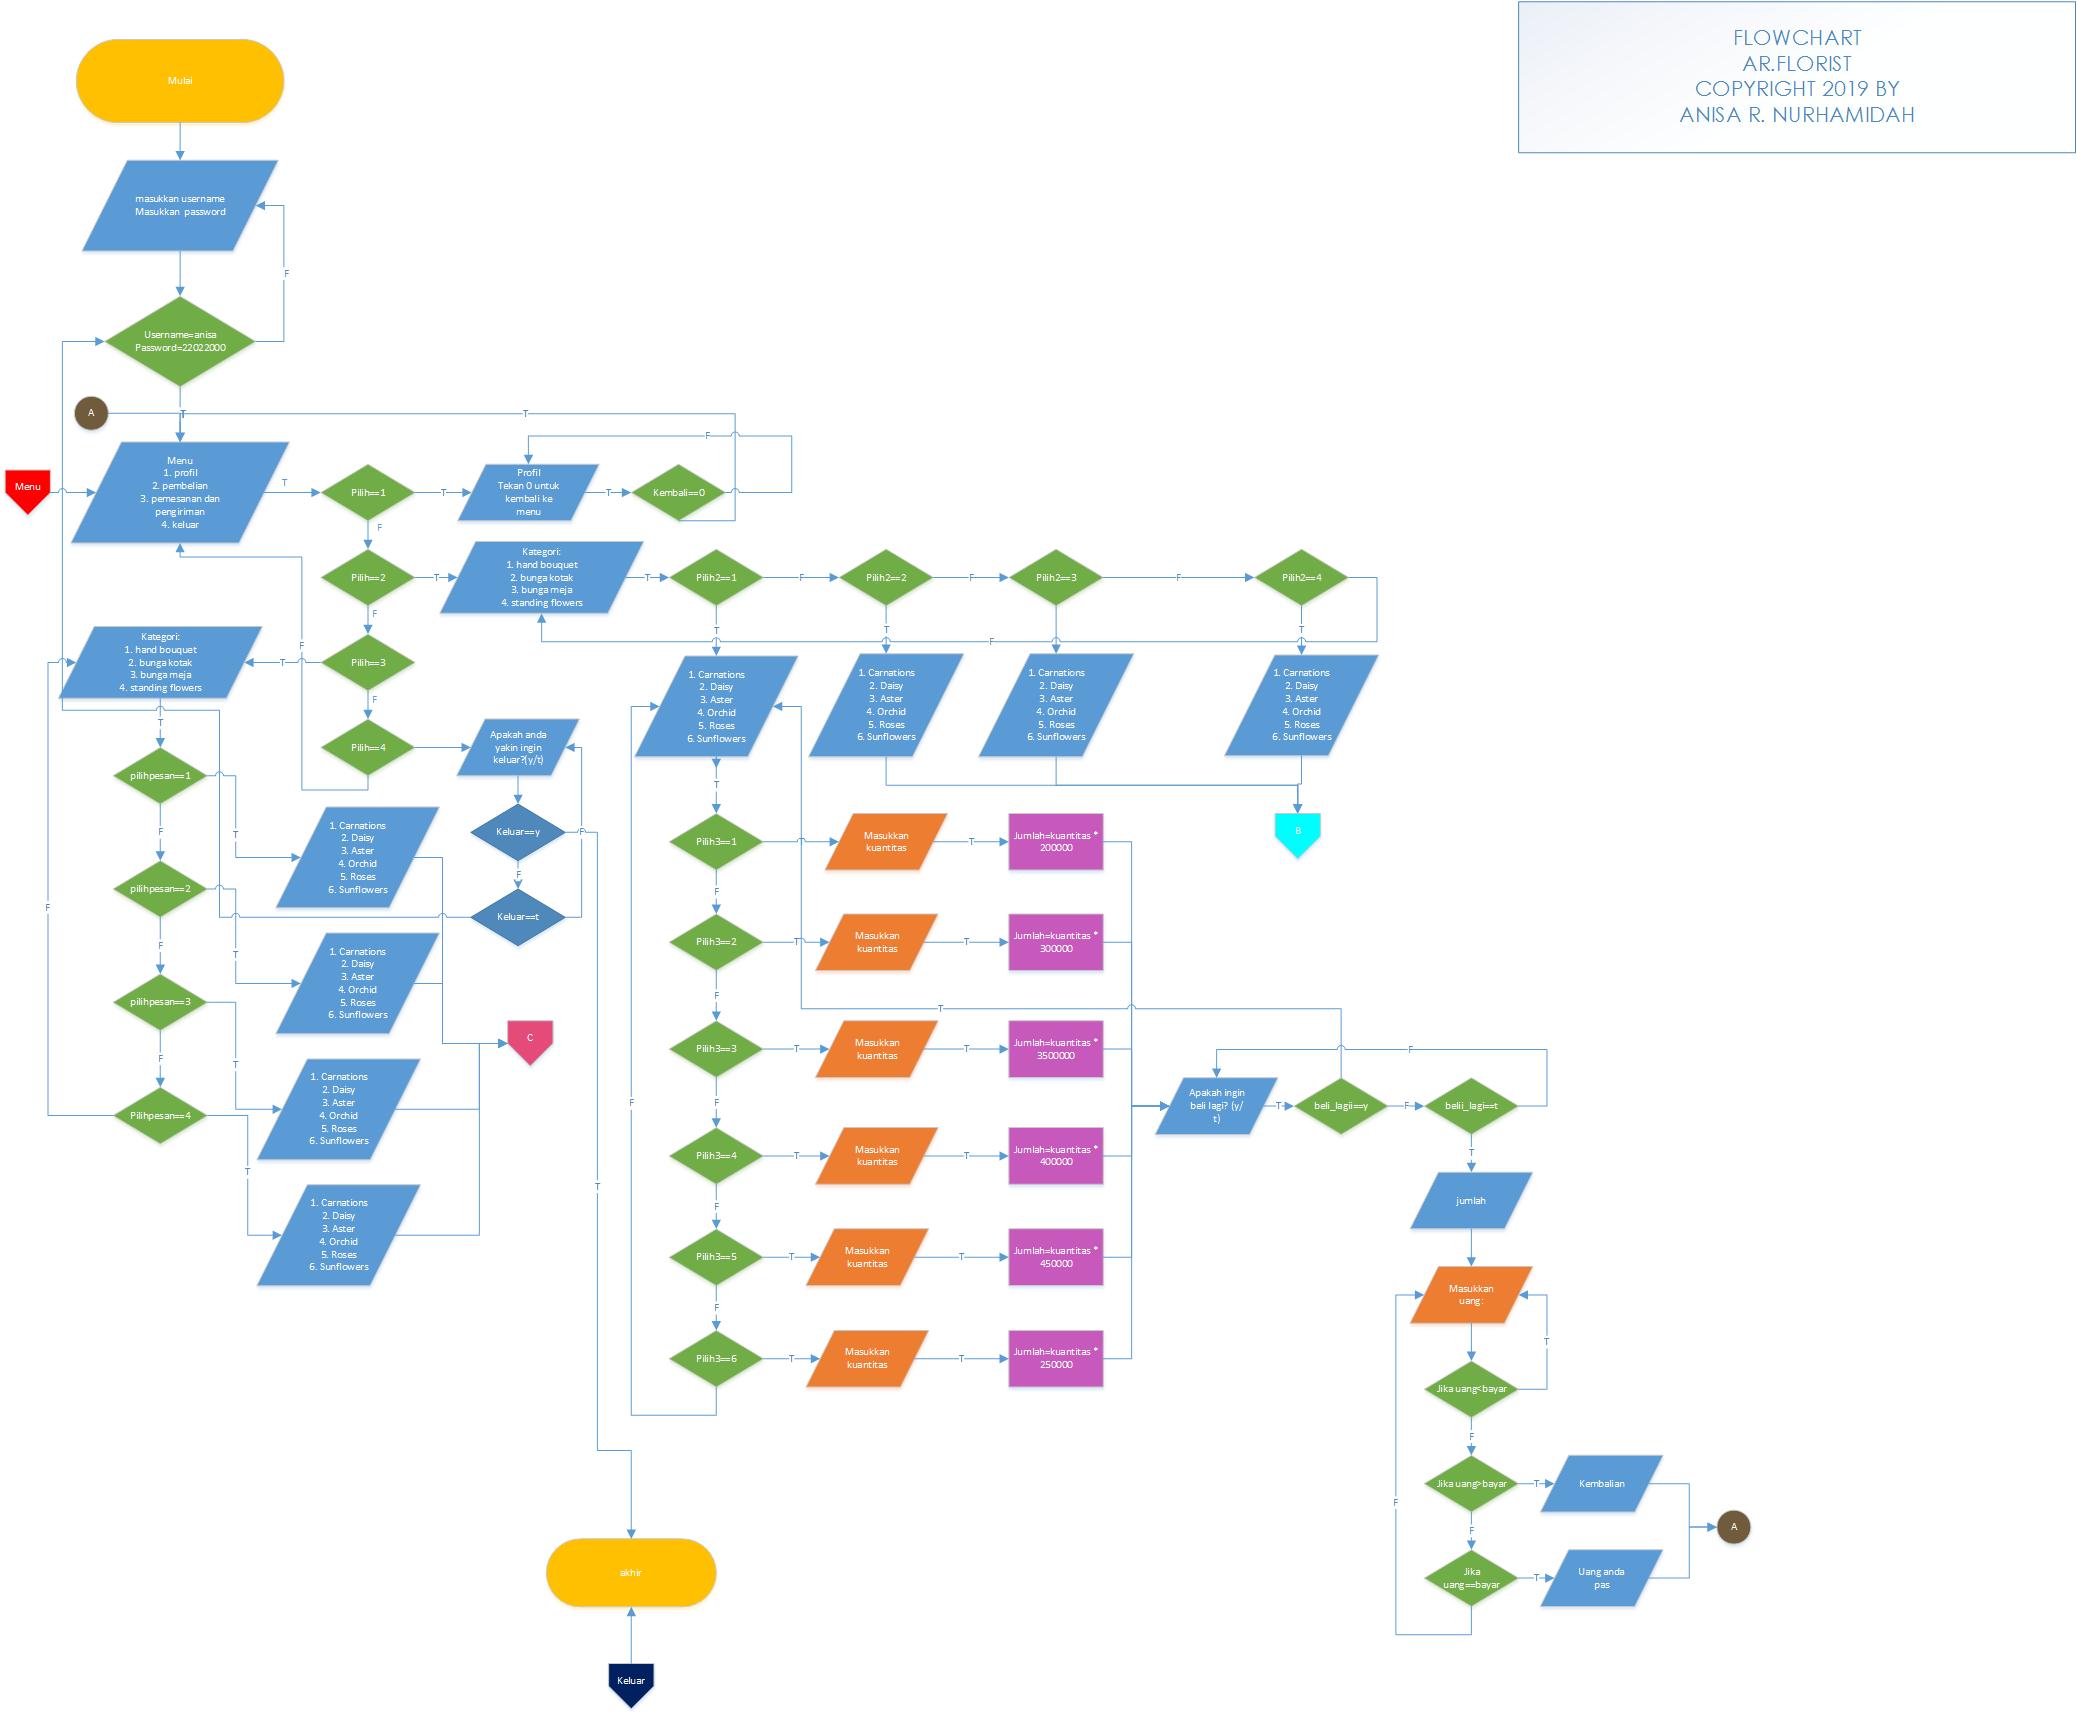 FLOWCHART
AR.FLORIST
COPYRIGHT 2019 BY
ANISA R. NURHAMIDAH
Mulai
masukkan username
Masukkan password
F
Username=anisa
Password=22022000
A
T
T
F
Menu
Menu
1. profil
2. pembelian
3. pemesanan dan
pengiriman
4. keluar
T
Pilih==1
T
Profil
Tekan 0 untuk
kembali ke
menu
T
Kembali==0
F
Pilih==2
T
Kategori:
1. hand bouquet
2. bunga kotak
3. bunga meja
4. standing flowers
T
Pilih2==1
F
Pilih2==2
F
Pilih2==3
F
Pilih2==4
F
T
T
T
F
Kategori:
1. hand bouquet
2. bunga kotak
3. bunga meja
4. standing flowers
T
F
Pilih==3
F
1. Carnations
2. Daisy
3. Aster
4. Orchid
5. Roses
6. Sunflowers
1. Carnations
2. Daisy
3. Aster
4. Orchid
5. Roses
6. Sunflowers
1. Carnations
2. Daisy
3. Aster
4. Orchid
5. Roses
6. Sunflowers
1. Carnations
2. Daisy
3. Aster
4. Orchid
5. Roses
6. Sunflowers
T
Pilih==4
Apakah anda
yakin ingin
keluar?(y/t)
pilihpesan==1
T
F
T
1. Carnations
2. Daisy
3. Aster
4. Orchid
5. Roses
6. Sunflowers
Keluar==y
F
F
Keluar==t
B
pilihpesan==2
F
F
T
1. Carnations
2. Daisy
3. Aster
4. Orchid
5. Roses
6. Sunflowers
pilihpesan==3
F
T
1. Carnations
2. Daisy
3. Aster
4. Orchid
5. Roses
6. Sunflowers
C
Pilihpesan==4
T
1. Carnations
2. Daisy
3. Aster
4. Orchid
5. Roses
6. Sunflowers
T
Pilih3==1
T
Masukkan
kuantitas
T
Jumlah=kuantitas *
200000
F
Pilih3==2
T
Masukkan
kuantitas
T
Jumlah=kuantitas *
300000
F
T
Pilih3==3
T
Masukkan
kuantitas
T
Jumlah=kuantitas *
3500000
F
F
Pilih3==4
T
Masukkan
kuantitas
T
Jumlah=kuantitas *
400000
F
Pilih3==5
T
Masukkan
kuantitas
T
Jumlah=kuantitas *
450000
F
Pilih3==6
T
Masukkan
kuantitas
T
Jumlah=kuantitas *
250000
F
Apakah ingin
beli lagi? (y/
t)
T
beli_lagii==y
F
belii_lagi==t
T
jumlah
Masukkan
uang:
T
Jika uang<bayar
F
Jika uang>bayar
T
Kembalian
F
F
Jika
uang==bayar
T
Uang anda
pas
A
akhir
Keluar